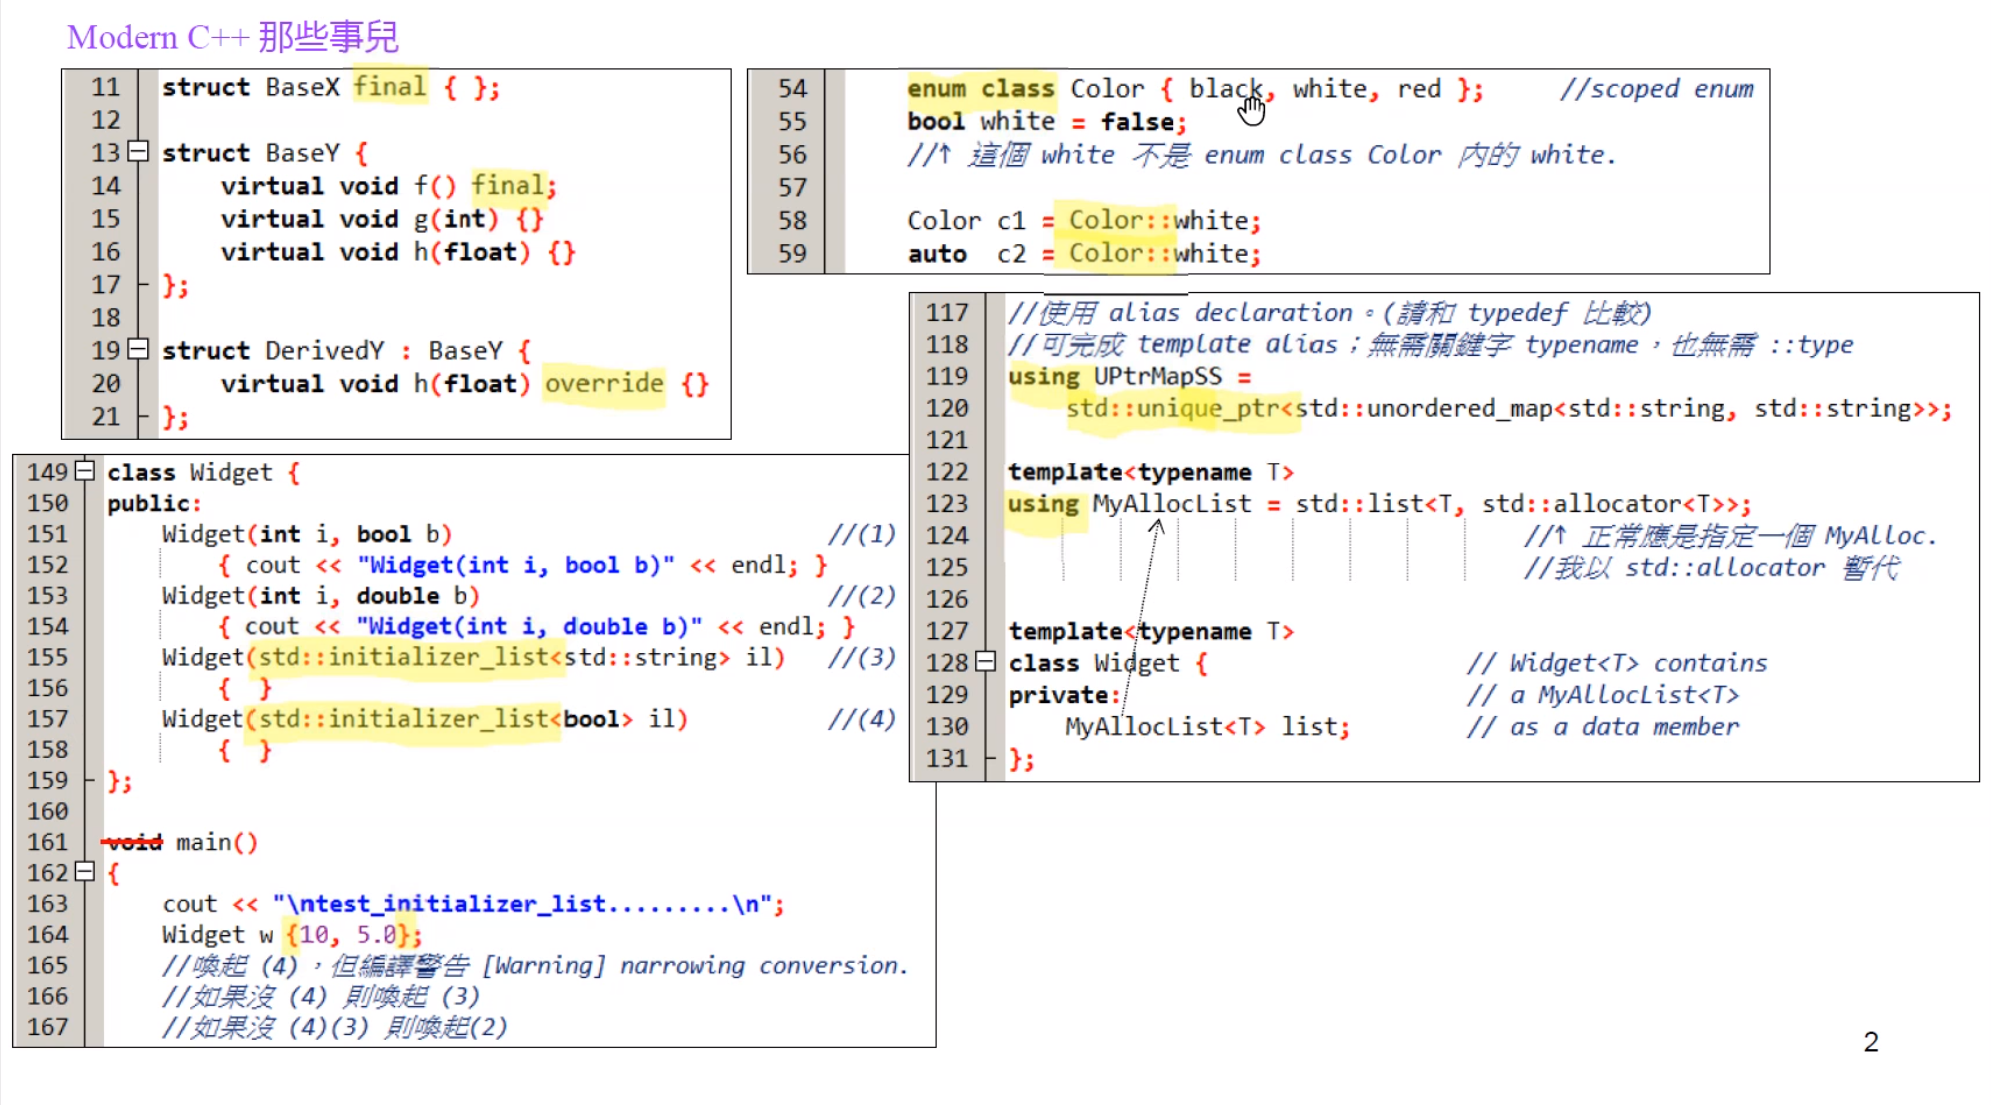 Modern C++ 那些事兒
11 struct BaseX final { };
12
13 struct BaseY {
14 virtual void f() final;
15 virtual void g(int) {}
16 virtual void h(float) {}
17 };
18
19 struct DerivedY : BaseY {
20 virtual void h(float) override {}
21 };
54 enum class Color { black, white, red }; //scoped enum
55 bool white = false;
56 //↑ 這個 white 不是 enum class Color 內的 white.
57
58 Color c1 = Color::white;
59 auto c2 = Color::white;
117 //使用 alias declaration。(請和 typedef 比較)
118 //可完成 template alias；無需關鍵字 typename，也無需 ::type
119 using UPtrMapSS =
120 std::unique_ptr<std::unordered_map<std::string, std::string>>;
121
122 template<typename T>
123 using MyAllocList = std::list<T, std::allocator<T>>;
124 //↑ 正常應是指定一個 MyAlloc.
125 //我以 std::allocator 暫代
126
127 template<typename T>
128 class Widget { // Widget<T> contains
129 private: // a MyAllocList<T>
130 MyAllocList<T> list; // as a data member
131 };
149 class Widget {
150 public:
151 Widget(int i, bool b) //(1)
152 { cout << "Widget(int i, bool b)" << endl; }
153 Widget(int i, double b) //(2)
154 { cout << "Widget(int i, double b)" << endl; }
155 Widget(std::initializer_list<std::string> il) //(3)
156 { }
157 Widget(std::initializer_list<bool> il) //(4)
158 { }
159 };
160
161 void main()
162 {
163 cout << "\ntest_initializer_list.........\n";
164 Widget w {10, 5.0};
165 //喚起 (4)，但編譯警告 [Warning] narrowing conversion.
166 //如果沒 (4) 則喚起 (3)
167 //如果沒 (4)(3) 則喚起(2)
2